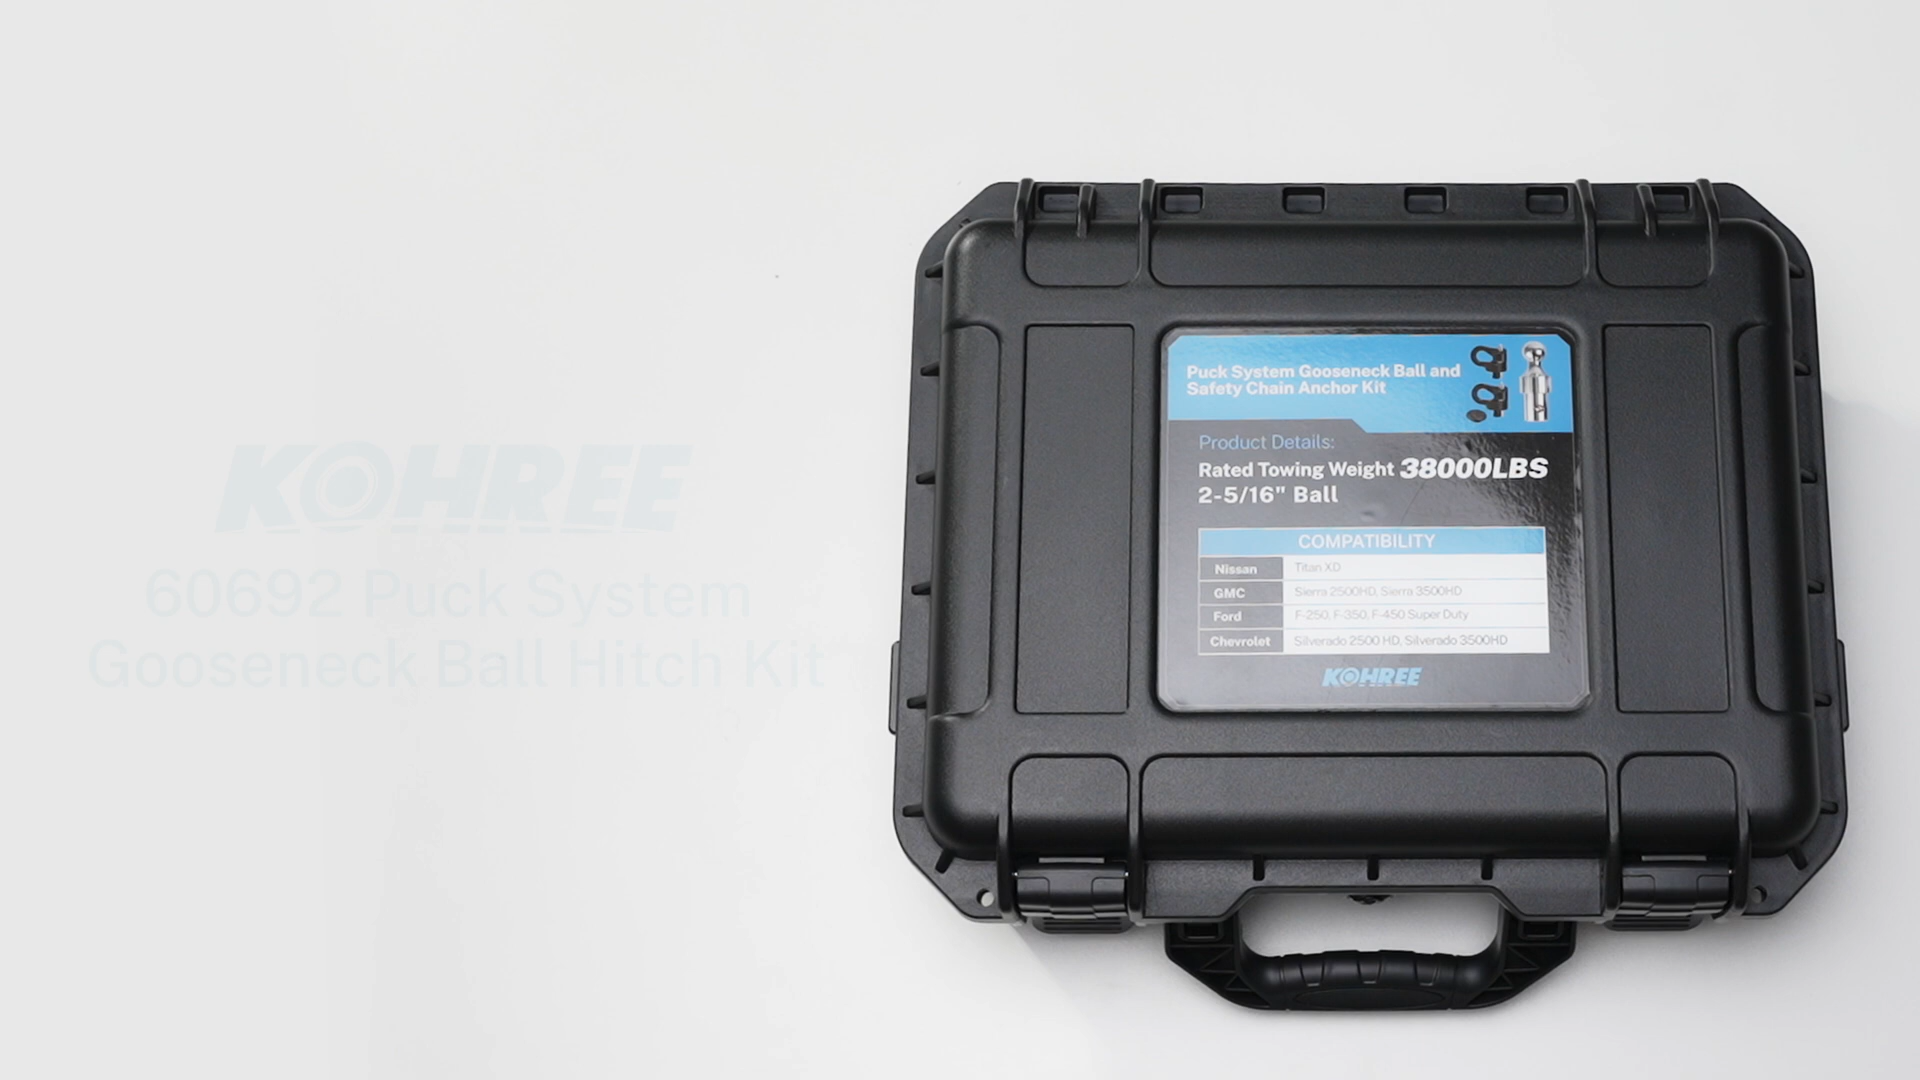 KOHREE
60692 Puck System
Gooseneck Ball Hitch Kit
Puck System Gooseneck Ball and
Safety Chain Anchor Kit
Product Details:
Rated Towing Weight 38000LBS
2-5/16" Ball
COMPATIBILITY
Nissan Titan XD
GMC Sierra 2500HD, Sierra 3500HD
Ford F-250, F-350, F-450 Super Duty
Chevrolet Silverado 2500 HD, Silverado 3500HD
KOHREE